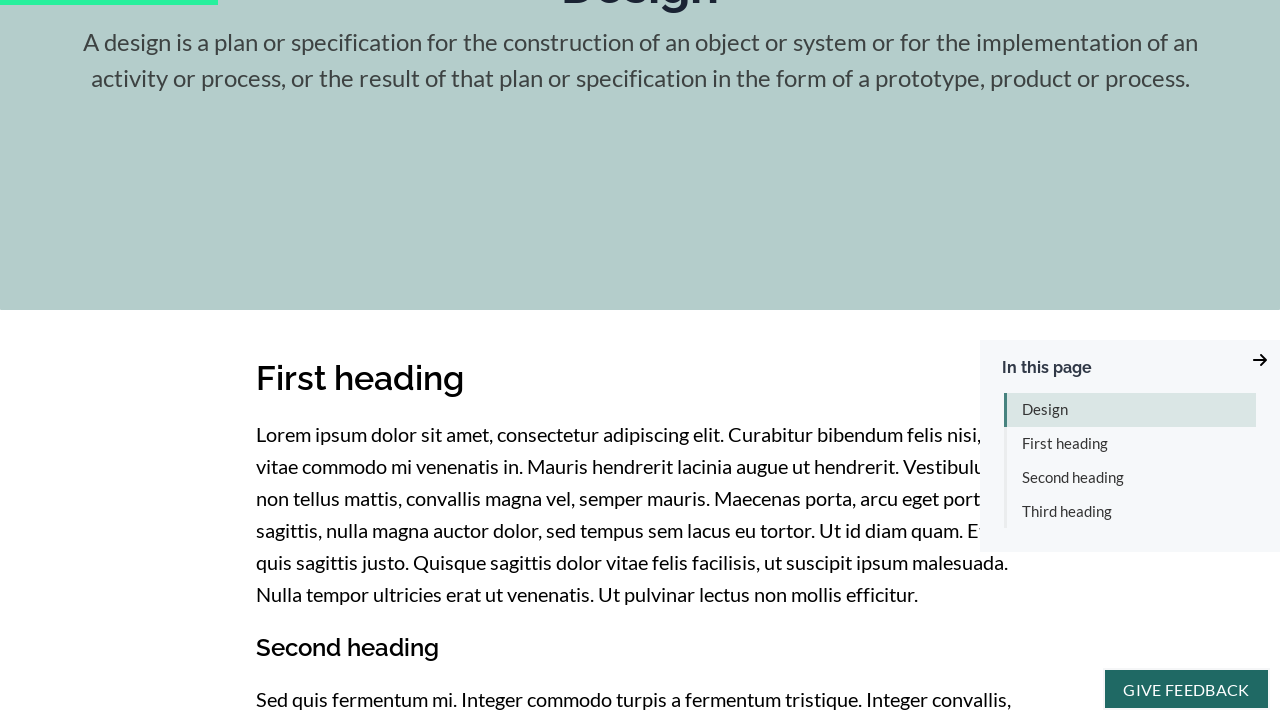 Design
A design is a plan or specification for the construction of an object or system or for the implementation of an
activity or process, or the result of that plan or specification in the form of a prototype, product or process.
First heading
Lorem ipsum dolor sit amet, consectetur adipiscing elit. Curabitur bibendum felis nisi,
vitae commodo mi venenatis in. Mauris hendrerit lacinia augue ut hendrerit.
non tellus mattis, convallis magna vel, semper mauris. Maecenas porta, arcu eget
sagittis, nulla magna auctor dolor, sed tempus sem lacus eu tortor. Ut id diam quam.
quis sagittis justo. Quisque sagittis dolor vitae felis facilisis, ut suscipit ipsum malesuada.
Nulla tempor ultricies erat ut venenatis. Ut pulvinar lectus non mollis efficitur.
Second heading
Sed quis fermentum mi. Integer commodo turpis a fermentum tristique. Integer convallis,
In this page
Design
First heading
Second heading
Third heading
GIVE FEEDBACK